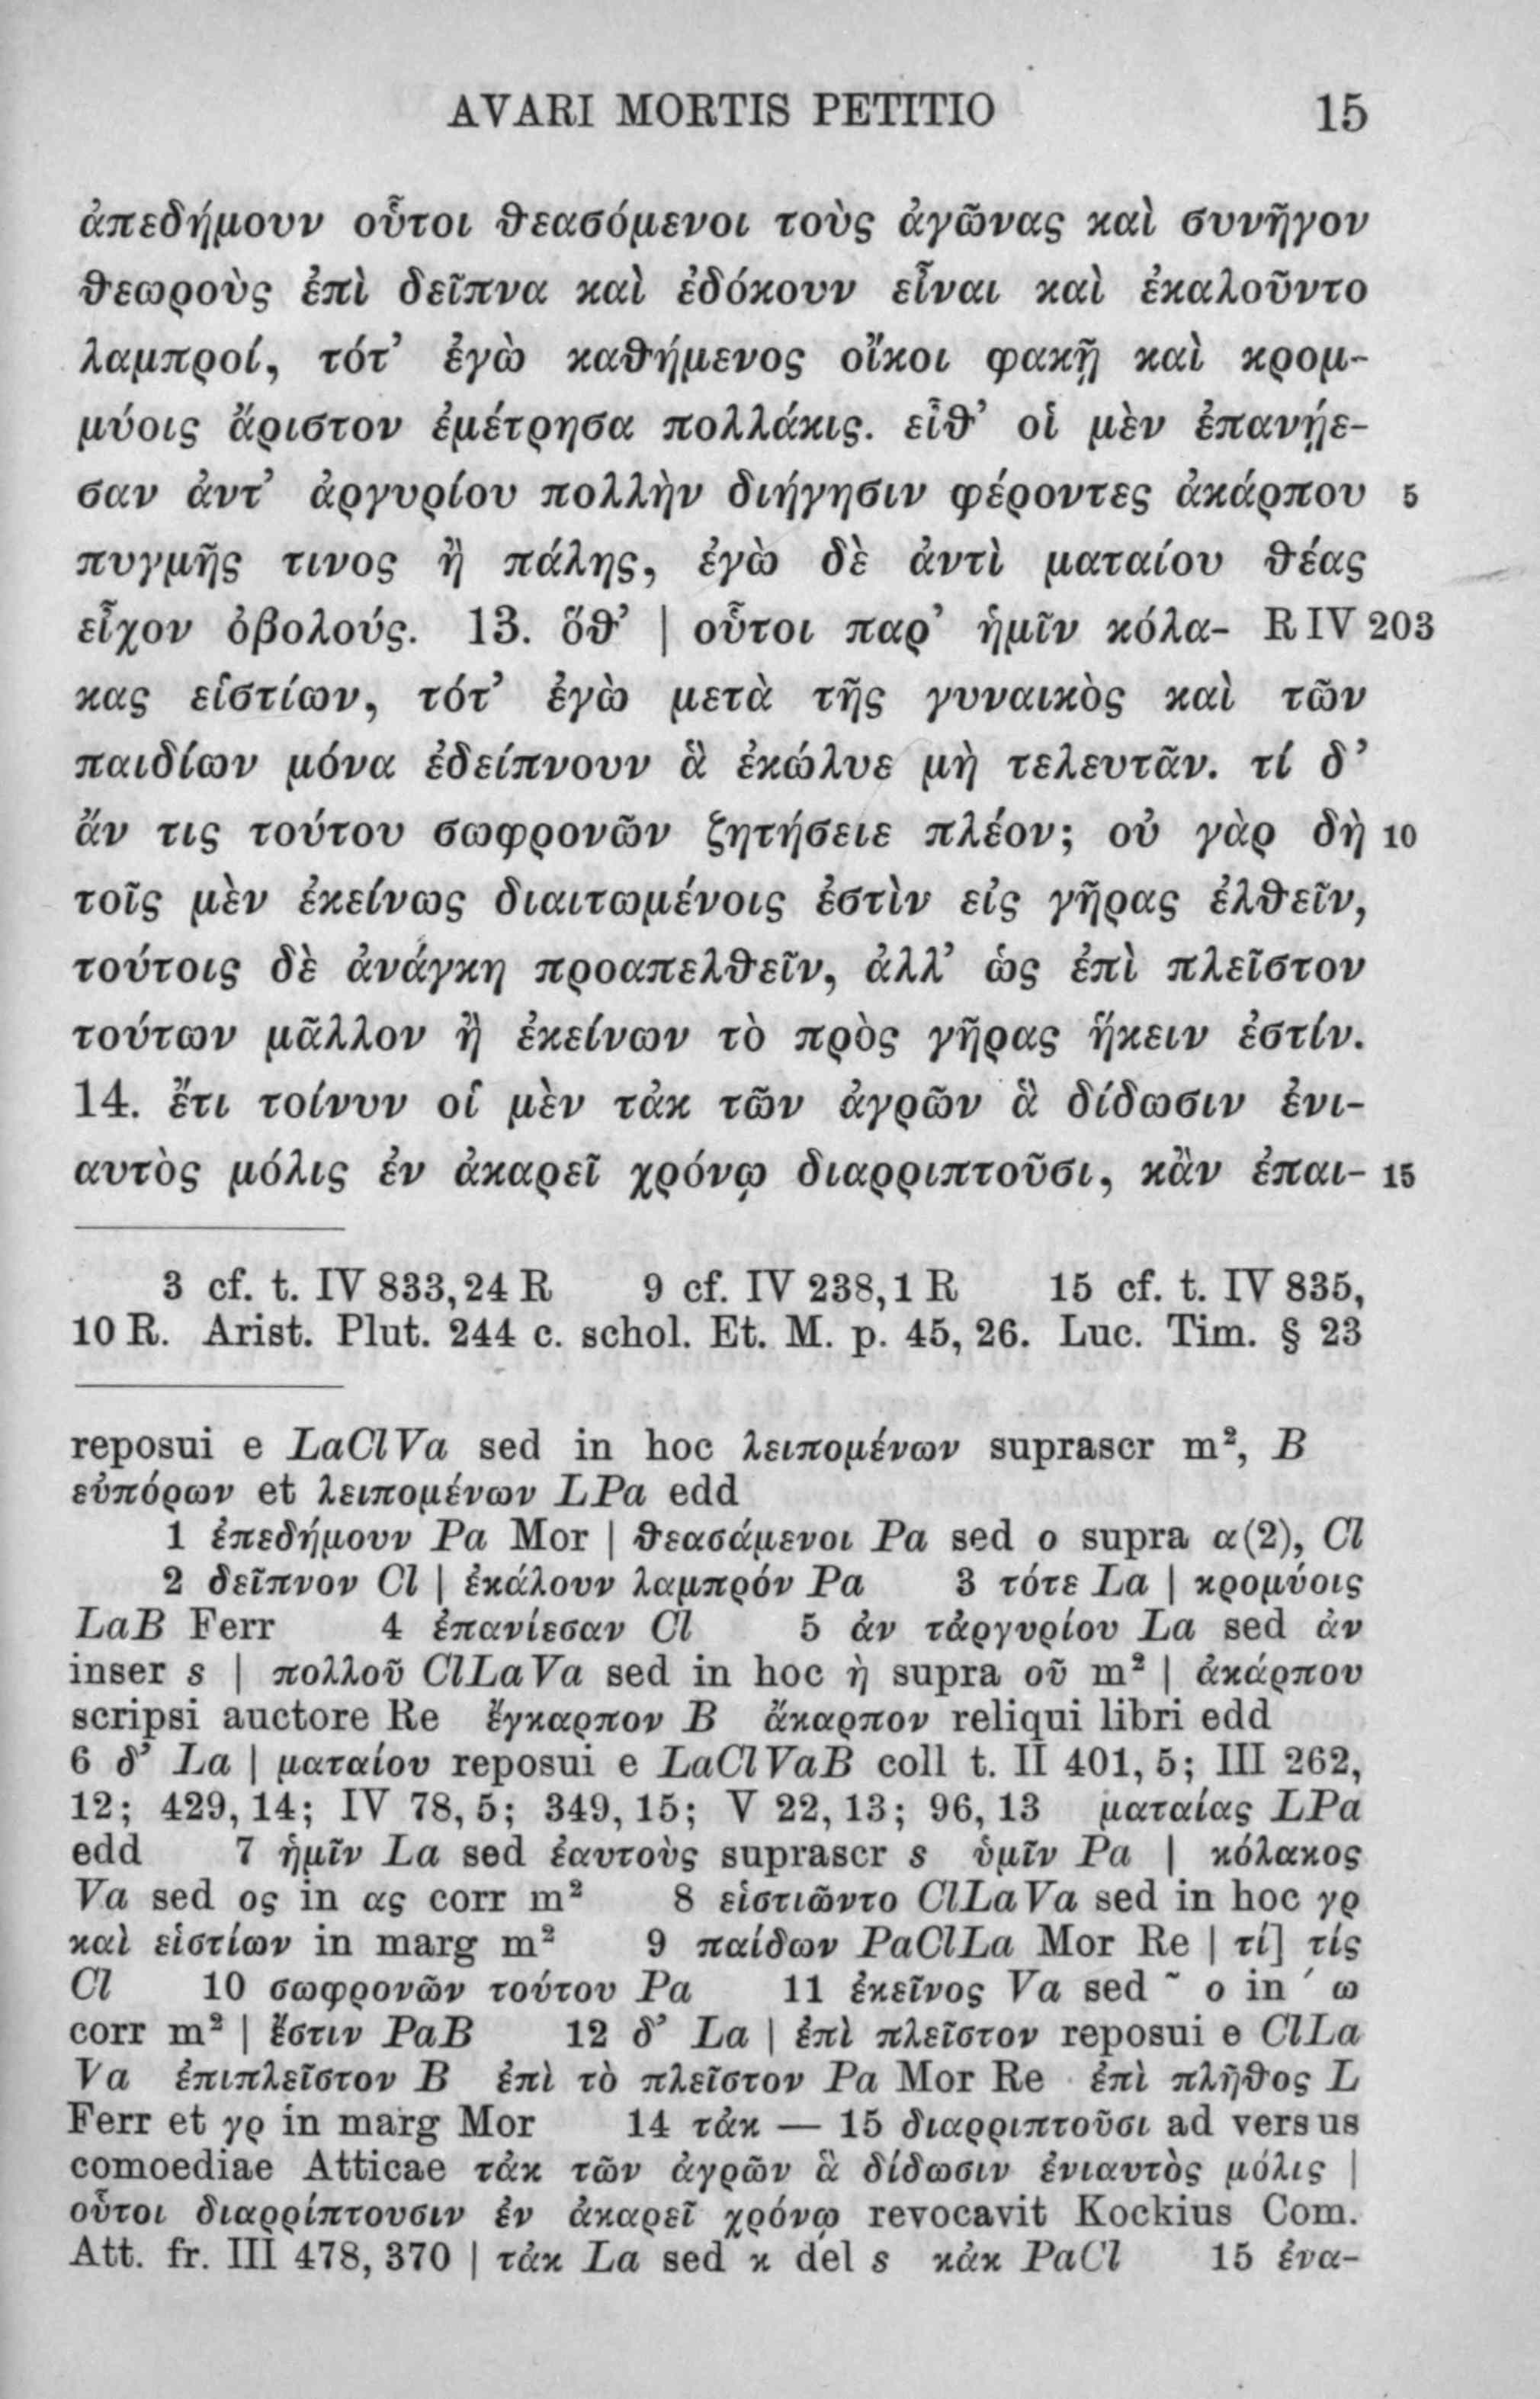 AVARI MORTIS PETITIO 15
ἀπεδήμουν οὗτοι θεασόμενοι τοὺς ἀγῶνας καὶ συνῆγον
θεωροὺς ἐπὶ δεῖπνα καὶ ἐδόκουν εἶναι καὶ ἐκαλοῦντο
λαμπροί, τότ’ ἐγὼ καθήμενος οἴκοι φακῇ καὶ κρομ-
μύοις ἄριστον ἐμέτρησα πολλάκις. εἶθ’ οἱ μὲν ἐπανῄε-
σαν ἀντ’ ἀργυρίου πολλὴν διήγησιν φέροντες ἀκάρπου 5
πυγμῆς τινος ἢ πάλης, ἐγὼ δὲ ἀντὶ ματαίου θέας
εἶχον ὀβολούς. 13. ὅθ’ | οὗτοι παρ’ ἡμῖν κόλα- R IV 203
κας εἱστίων, τότ’ ἐγὼ μετὰ τῆς γυναικὸς καὶ τῶν
παιδίων μόνα ἐδείπνουν ἃ ἐκώλυε μὴ τελευτᾶν. τί δ’
ἄν τις τούτου σωφρονῶν ζητήσειε πλέον; οὐ γὰρ δὴ 10
τοῖς μὲν ἐκείνως διαιτωμένοις ἐστὶν εἰς γῆρας ἐλθεῖν,
τούτοις δὲ ἀνάγκη προαπελθεῖν, ἀλλ’ ὡς ἐπὶ πλεῖστον
τούτων μᾶλλον ἢ ἐκείνων τὸ πρὸς γῆρας ἥκειν ἐστίν.
14. ἔτι τοίνυν οἱ μὲν τἀκ τῶν ἀγρῶν ἃ δίδωσιν ἐνι-
αυτὸς μόλις ἐν ἀκαρεῖ χρόνῳ διαρριπτοῦσι, κἂν ἐπαι- 15
3 cf. t. IV 833,24 R 9 cf. IV 238,1 R 15 cf. t. IV 835,
10 R. Arist. Plut. 244 c. schol. Et. M. p. 45, 26. Luc. Tim. § 23
reposui e LaClVa sed in hoc λειπομένων suprascr m², B
εὐπόρων et λειπομένων LPa edd
1 ἐπεδήμουν Pa Mor | θεασάμενοι Pa sed ο supra α(2), Cl
2 δεῖπνον Cl | ἐκάλουν λαμπρόν Pa 3 τότε La | κρομύοις
LaB Ferr 4 ἐπανίεσαν Cl 5 ἀν τἀργυρίου La sed ἀν
inser s | πολλοῦ ClLaVa sed in hoc ὴ supra οῦ m² | ἀκάρπου
scripsi auctore Re ἔγκαρπον B ἄκαρπον reliqui libri edd
6 δ’ La | ματαίου reposui e LaClVaB coll t. II 401, 5; III 262,
12; 429, 14; IV 78, 5; 349, 15; V 22, 13; 96, 13 ματαίας LPa
edd 7 ἡμῖν La sed ἑαυτοὺς suprascr s ὑμῖν Pa | κόλακος
Va sed ος in ας corr m² 8 εἱστιῶντο ClLaVa sed in hoc γρ
καὶ εἱστίων in marg m² 9 παίδων PaClLa Mor Re | τί] τίς
Cl 10 σωφρονῶν τούτου Pa 11 ἐκεῖνος Va sed ῀ ο in ´ ω
corr m² | ἔστιν PaB 12 δ’ La | ἐπὶ πλεῖστον reposui e ClLa
Va ἐπιπλεῖστον B ἐπὶ τὸ πλεῖστον Pa Mor Re ἐπὶ πλῆθος L
Ferr et γρ in marg Mor 14 τἀκ — 15 διαρριπτοῦσι ad versus
comoediae Atticae τἀκ τῶν ἀγρῶν ἃ δίδωσιν ἐνιαυτὸς μόλις |
οὗτοι διαρρίπτουσιν ἐν ἀκαρεῖ χρόνῳ revocavit Kockius Com.
Att. fr. III 478, 370 | τἀκ La sed κ del s κἀκ PaCl 15 ἐνα-